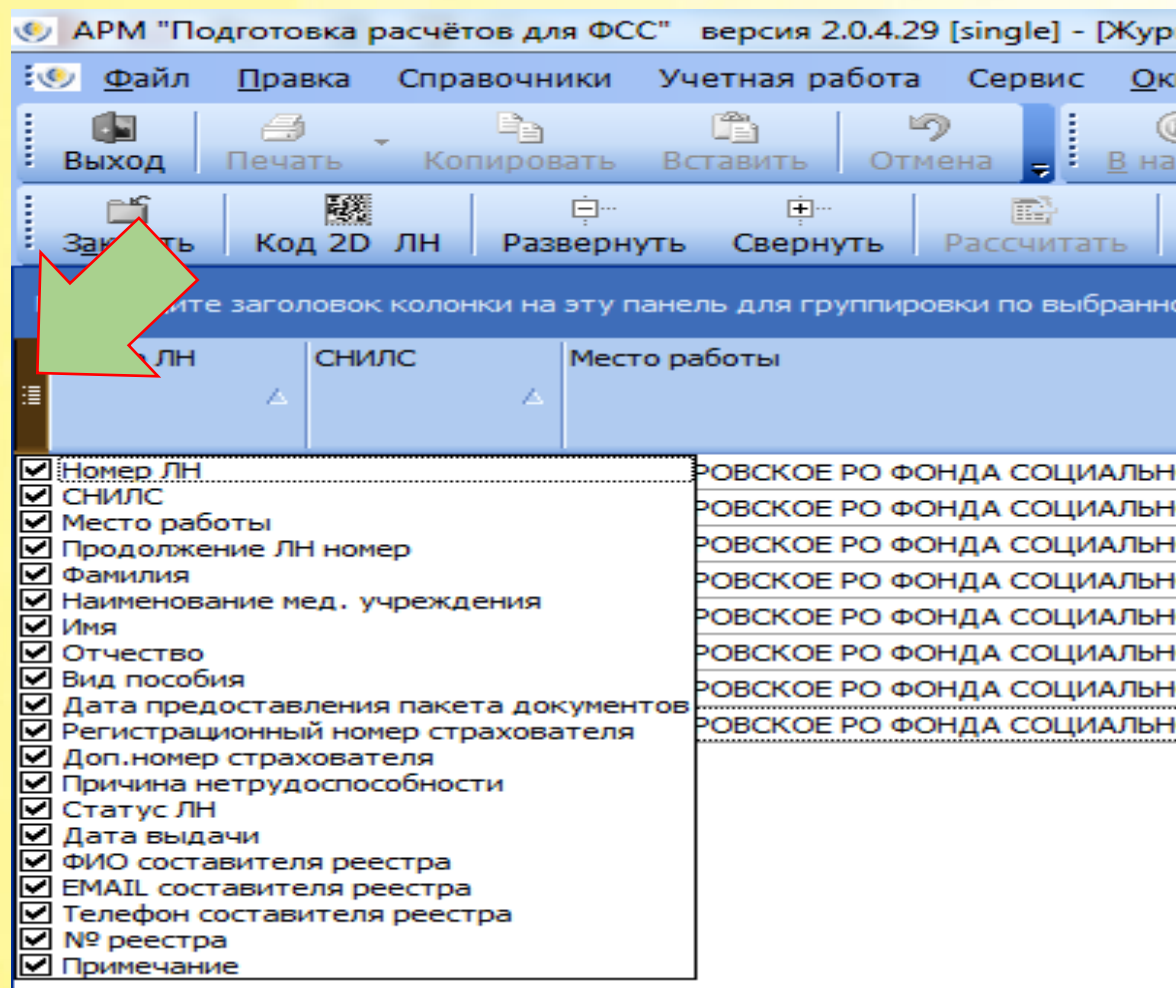 АРМ "Подготовка расчётов для ФСС" версия 2.0.4.29 [single] - [Жур
Файл Правка Справочники Учетная работа Сервис Ок
Выход Печать Копировать Вставить Отмена В на
Код 2D ЛН Развернуть Свернуть Рассчитать
заголовок колонки на эту панель для группировки по выбранно
ЛН СНИЛС Место работы
Номер ЛН
СНИЛС
Место работы
Продолжение ЛН номер
Фамилия
Наименование мед. учреждения
Имя
Отчество
Вид пособия
Дата предоставления пакета документов
Регистрационный номер страхователя
Доп.номер страхователя
Причина нетрудоспособности
Статус ЛН
Дата выдачи
ФИО составителя реестра
EMAIL составителя реестра
Телефон составителя реестра
№ реестра
Примечание
РОВСКОЕ РО ФОНДА СОЦИАЛЬН
РОВСКОЕ РО ФОНДА СОЦИАЛЬН
РОВСКОЕ РО ФОНДА СОЦИАЛЬН
РОВСКОЕ РО ФОНДА СОЦИАЛЬН
РОВСКОЕ РО ФОНДА СОЦИАЛЬН
РОВСКОЕ РО ФОНДА СОЦИАЛЬН
РОВСКОЕ РО ФОНДА СОЦИАЛЬН
РОВСКОЕ РО ФОНДА СОЦИАЛЬН